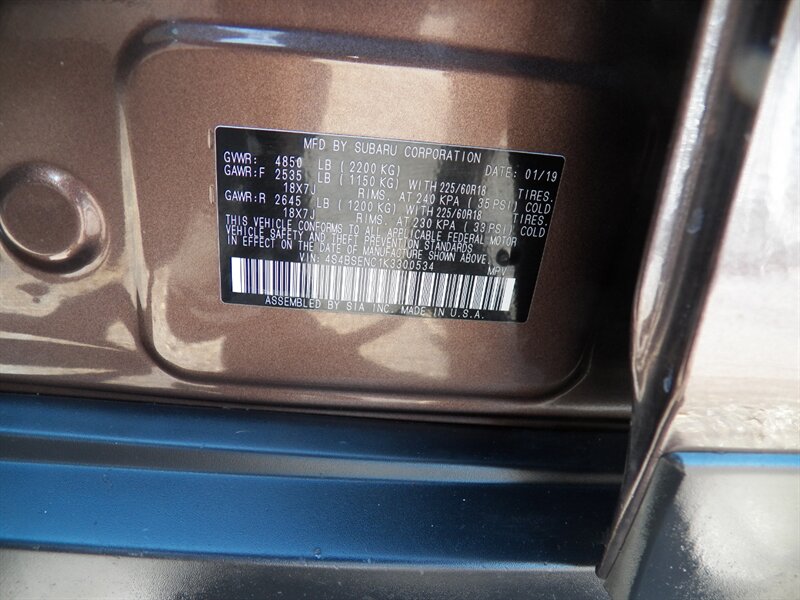 MFD BY SUBARU CORPORATION
GVWR: 4850 LB ( 2200 KG) DATE: 01/19
GAWR:F 2535 LB ( 1150 KG) WITH 225/60R18 TIRES.
18X7J RIMS. AT 240 KPA ( 35 PSI) COLD
GAWR:R 2645 LB ( 1200 KG) WITH 225/60R18 TIRES.
18X7J RIMS. AT 230 KPA ( 33 PSI) COLD
THIS VEHICLE CONFORMS TO ALL APPLICABLE FEDERAL MOTOR
VEHICLE SAFETY AND THEFT PREVENTION STANDARDS
IN EFFECT ON THE DATE OF MANUFACTURE SHOWN ABOVE.
VIN: 4S4BSENC1K3300534 MPV
ASSEMBLED BY SIA INC. MADE IN U.S.A.